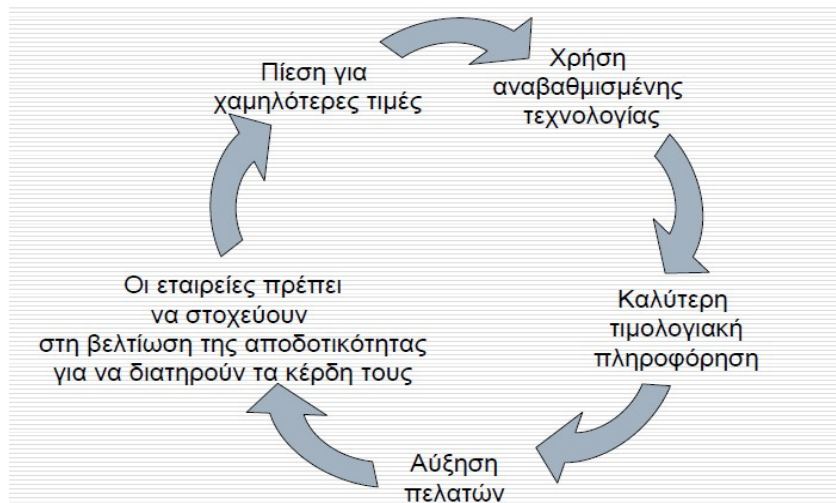 Πίεση για
χαμηλότερες τιμές
Χρήση
αναβαθμισμένης
τεχνολογίας
Καλύτερη
τιμολογιακή
πληροφόρηση
Αύξηση
πελατών
Οι εταιρείες πρέπει
να στοχεύουν
στη βελτίωση της αποδοτικότητας
για να διατηρούν τα κέρδη τους